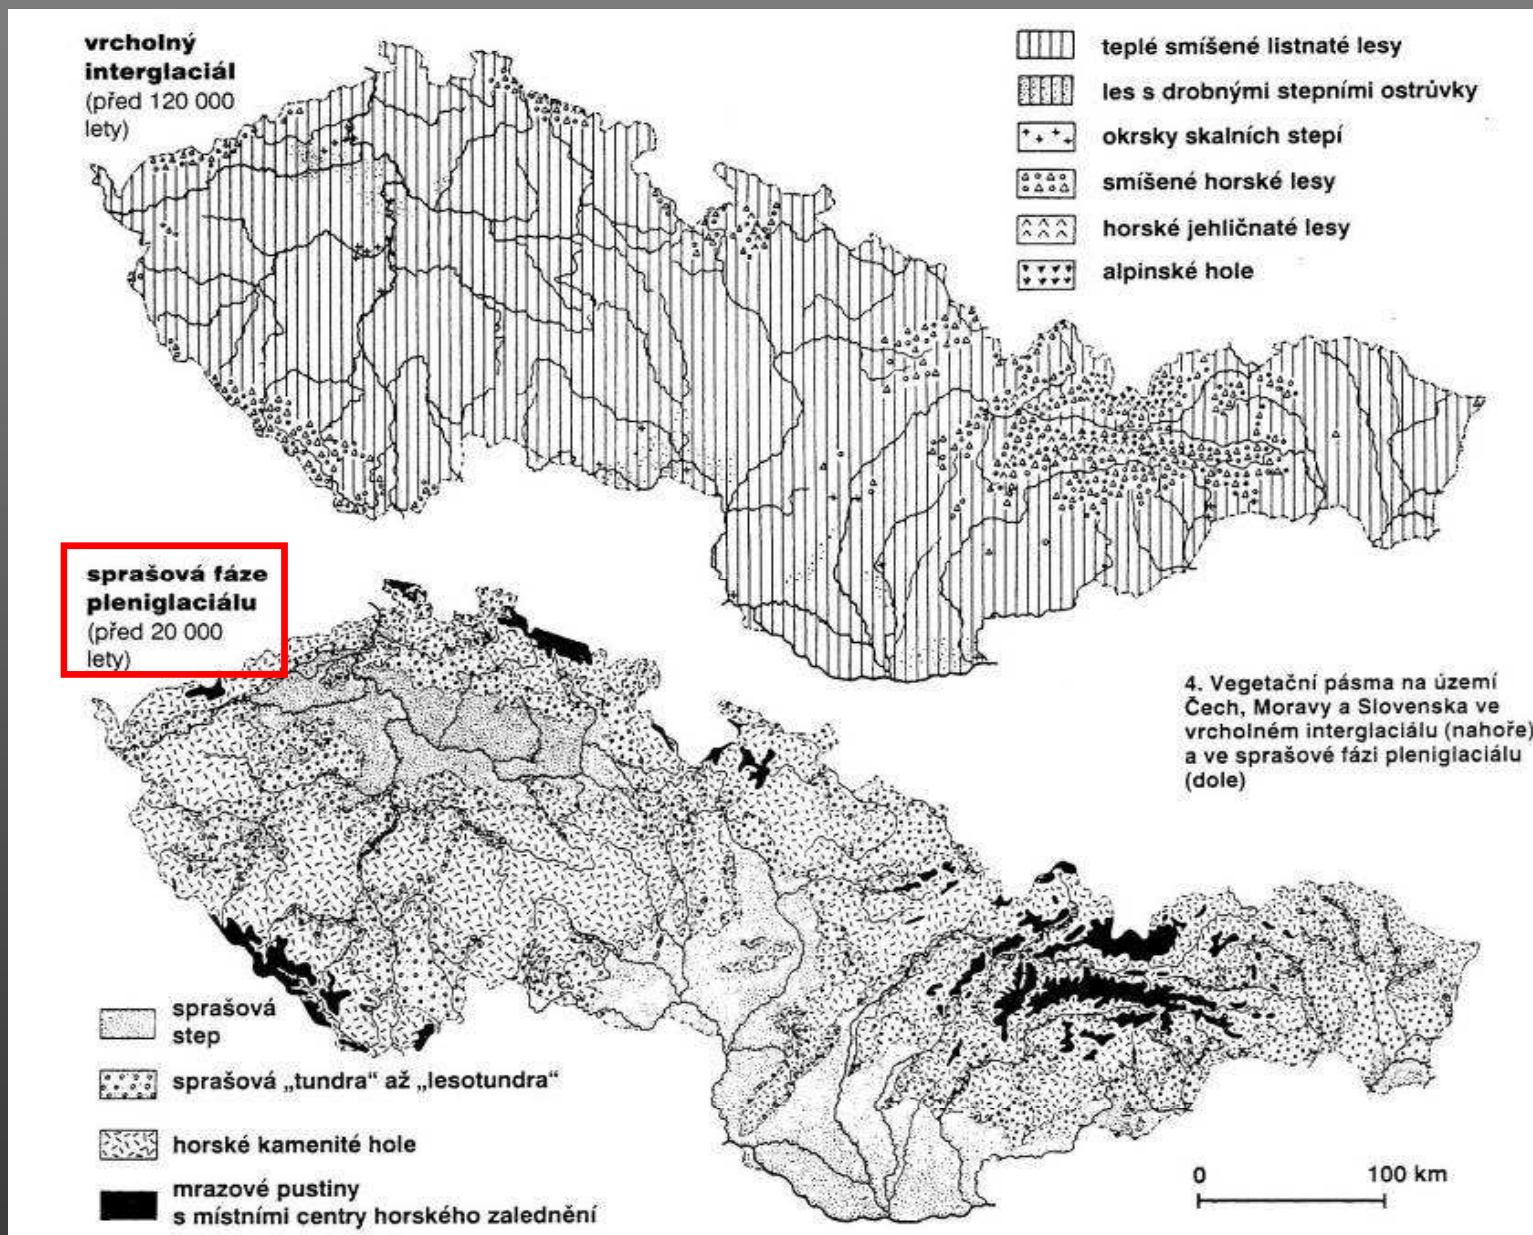 vrcholný
interglaciál
(před 120 000
lety)
teplé smíšené listnaté lesy
les s drobnými stepními ostrůvky
okrsky skalních stepí
smíšené horské lesy
horské jehličnaté lesy
alpinské hole
sprašová fáze
pleniglaciálu
(před 20 000
lety)
4. Vegetační pásma na území
Čech, Moravy a Slovenska ve
vrcholném interglaciálu (nahoře)
a ve sprašové fázi pleniglaciálu
(dole)
sprašová
step
sprašová „tundra“ až „lesotundra“
horské kamenité hole
mrazové pustiny
s místními centry horského zalednění
0 100 km